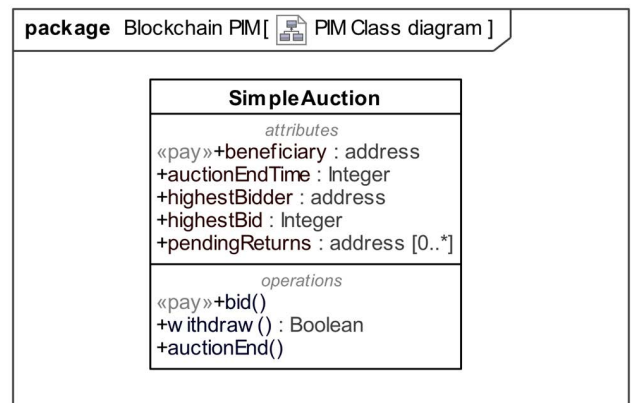 package Blockchain PIM[ PIM Class diagram ]
SimpleAuction
attributes
«pay»+beneficiary : address
+auctionEndTime : Integer
+highestBidder : address
+highestBid : Integer
+pendingReturns : address [0..*]
operations
«pay»+bid()
+withdraw() : Boolean
+auctionEnd()